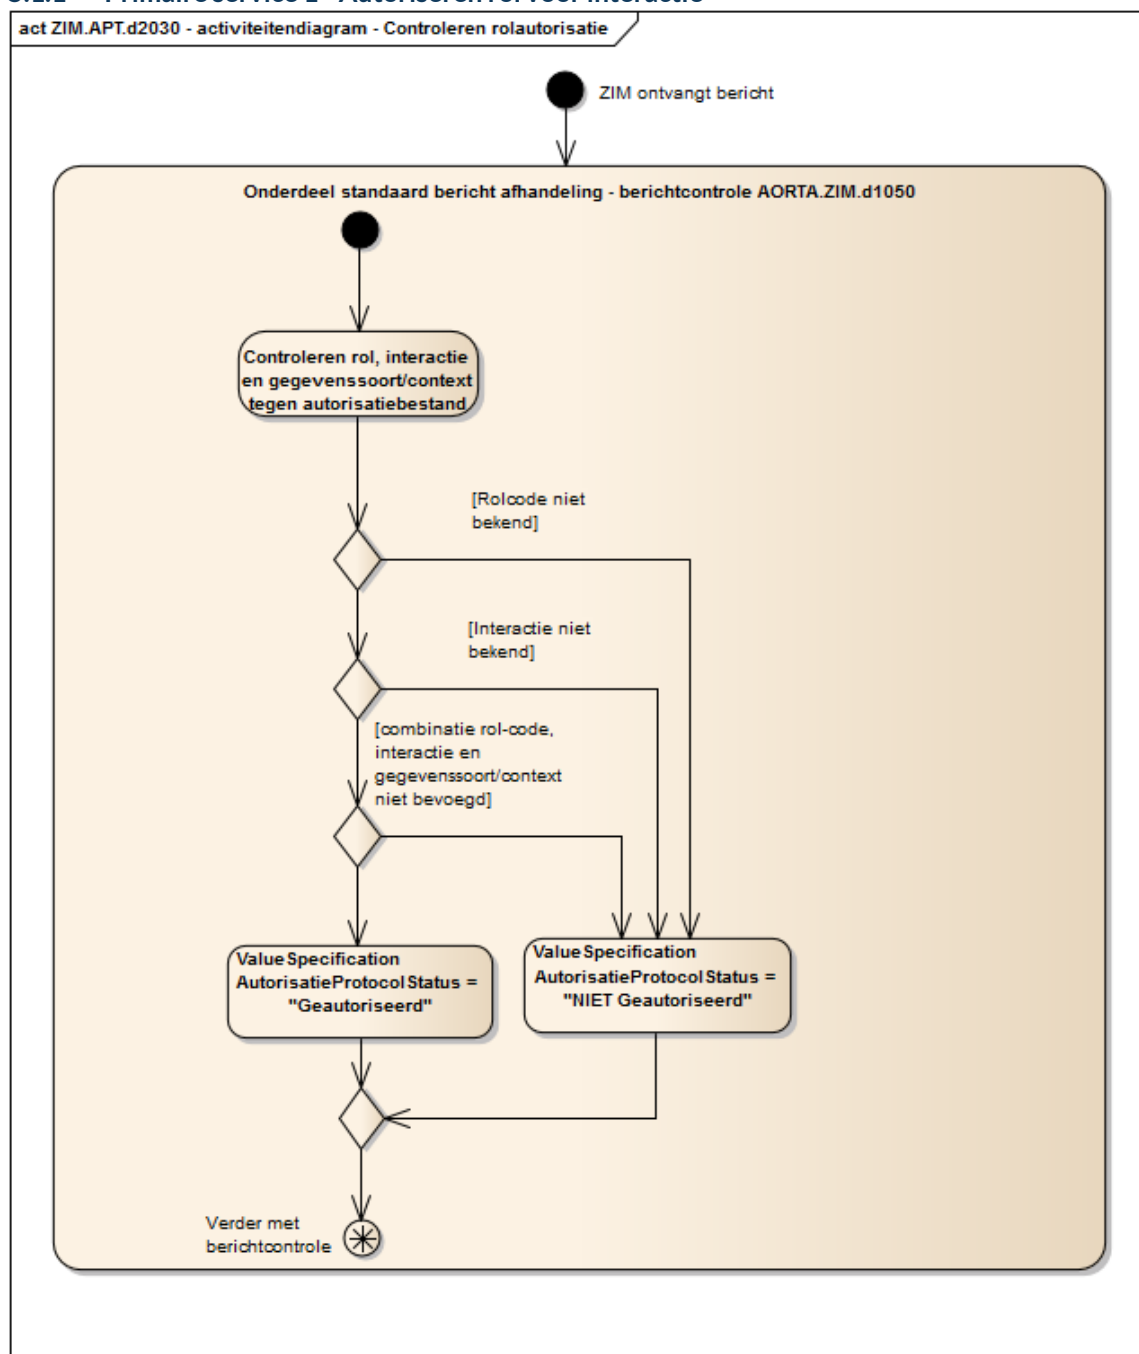 act ZIM.APT.d2030 - activiteitendiagram - Controleren rolautorisatie
ZIM ontvangt bericht
Onderdeel standaard bericht afhandeling - berichtcontrole AORTA.ZIM.d1050
Controleren rol, interactie
en gegevenssoort/context
tegen autorisatiebestand
[Rolcode niet
bekend]
[Interactie niet
bekend]
[combinatie rol-code,
interactie en
gegevenssoort/context
niet bevoegd]
ValueSpecification
AutorisatieProtocolStatus =
"Geautoriseerd"
ValueSpecification
AutorisatieProtocolStatus =
"NIET Geautoriseerd"
Verder met
berichtcontrole